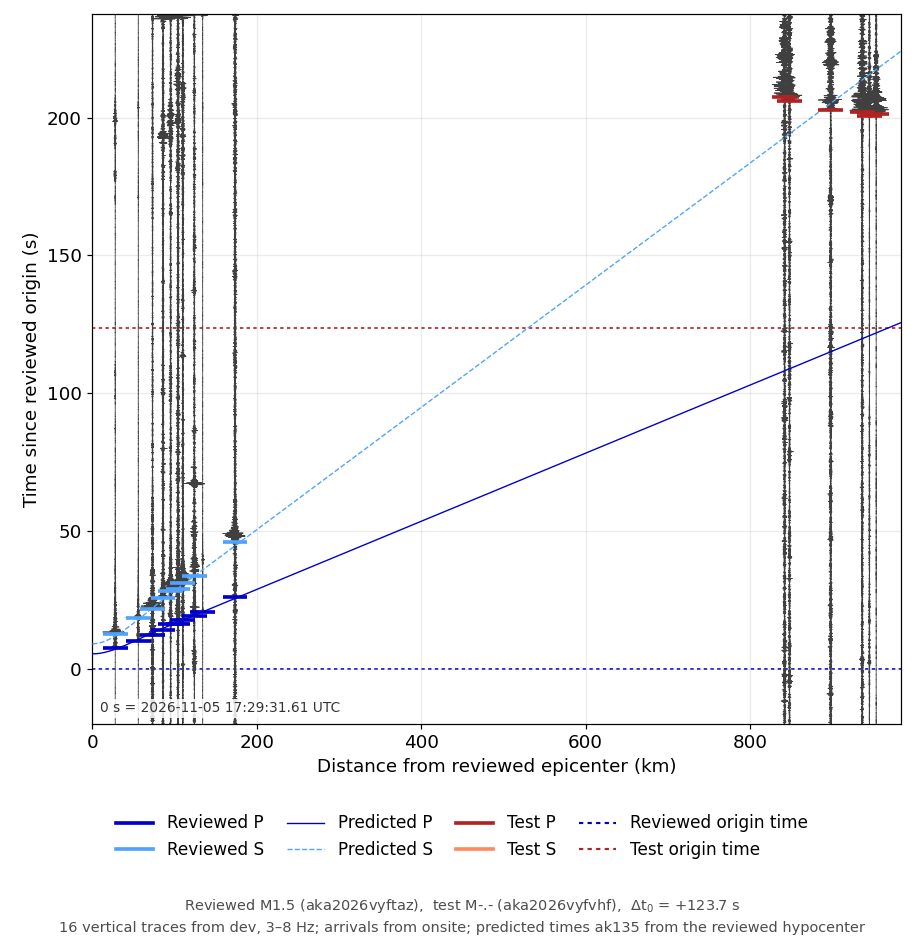 Time since reviewed origin (s)
200
150
100
50
0
0 s = 2026-11-05 17:29:31.61 UTC
0 200 400 600 800
Distance from reviewed epicenter (km)
Reviewed P Predicted P Test P Reviewed origin time
Reviewed S Predicted S Test S Test origin time
Reviewed M1.5 (aka2026vyftaz), test M-.- (aka2026vyfvhf), Δt₀ = +123.7 s
16 vertical traces from dev, 3–8 Hz; arrivals from onsite; predicted times ak135 from the reviewed hypocenter